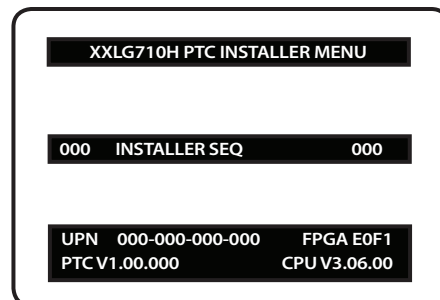 XXLG710H PTC INSTALLER MENU
000 INSTALLER SEQ 000
UPN 000-000-000-000 FPGA E0F1
PTC V1.00.000 CPU V3.06.00